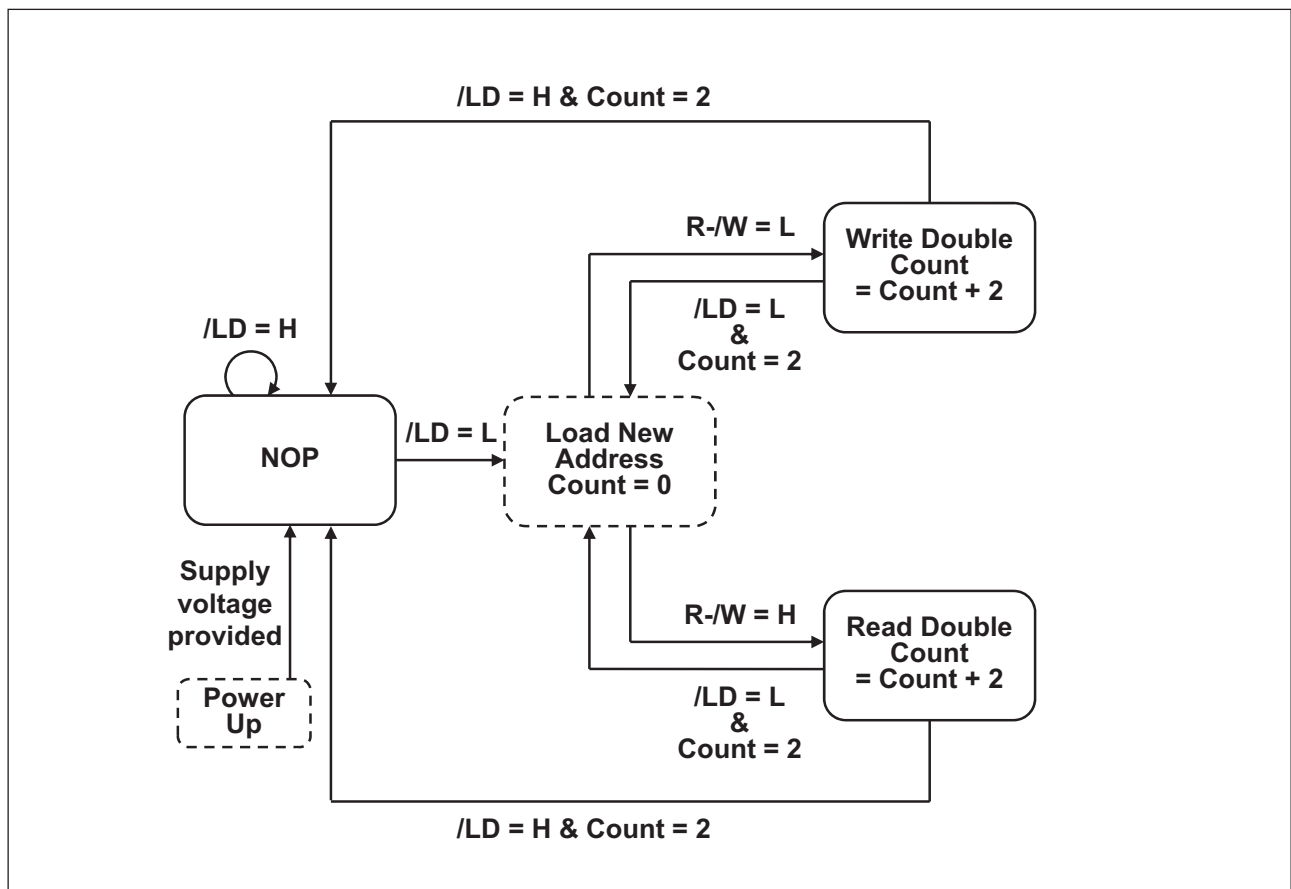 /LD = H & Count = 2
R-/W = L
Write Double
Count
= Count + 2
/LD = L
&
Count = 2
/LD = H
NOP
/LD = L
Load New
Address
Count = 0
Supply
voltage
provided
Power
Up
R-/W = H
Read Double
Count
= Count + 2
/LD = L
&
Count = 2
/LD = H & Count = 2